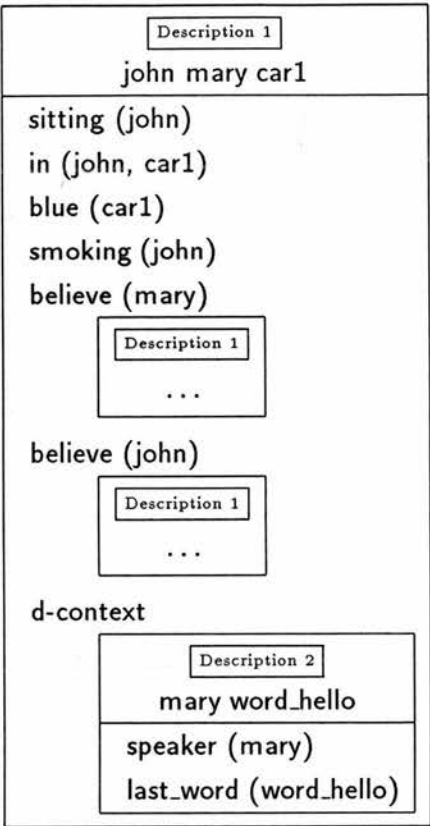 Description 1
john mary car1
sitting (john)
in (john, car1)
blue (car1)
smoking (john)
believe (mary)
Description 1
...
believe (john)
Description 1
...
d-context
Description 2
mary word_hello
speaker (mary)
last_word (word_hello)